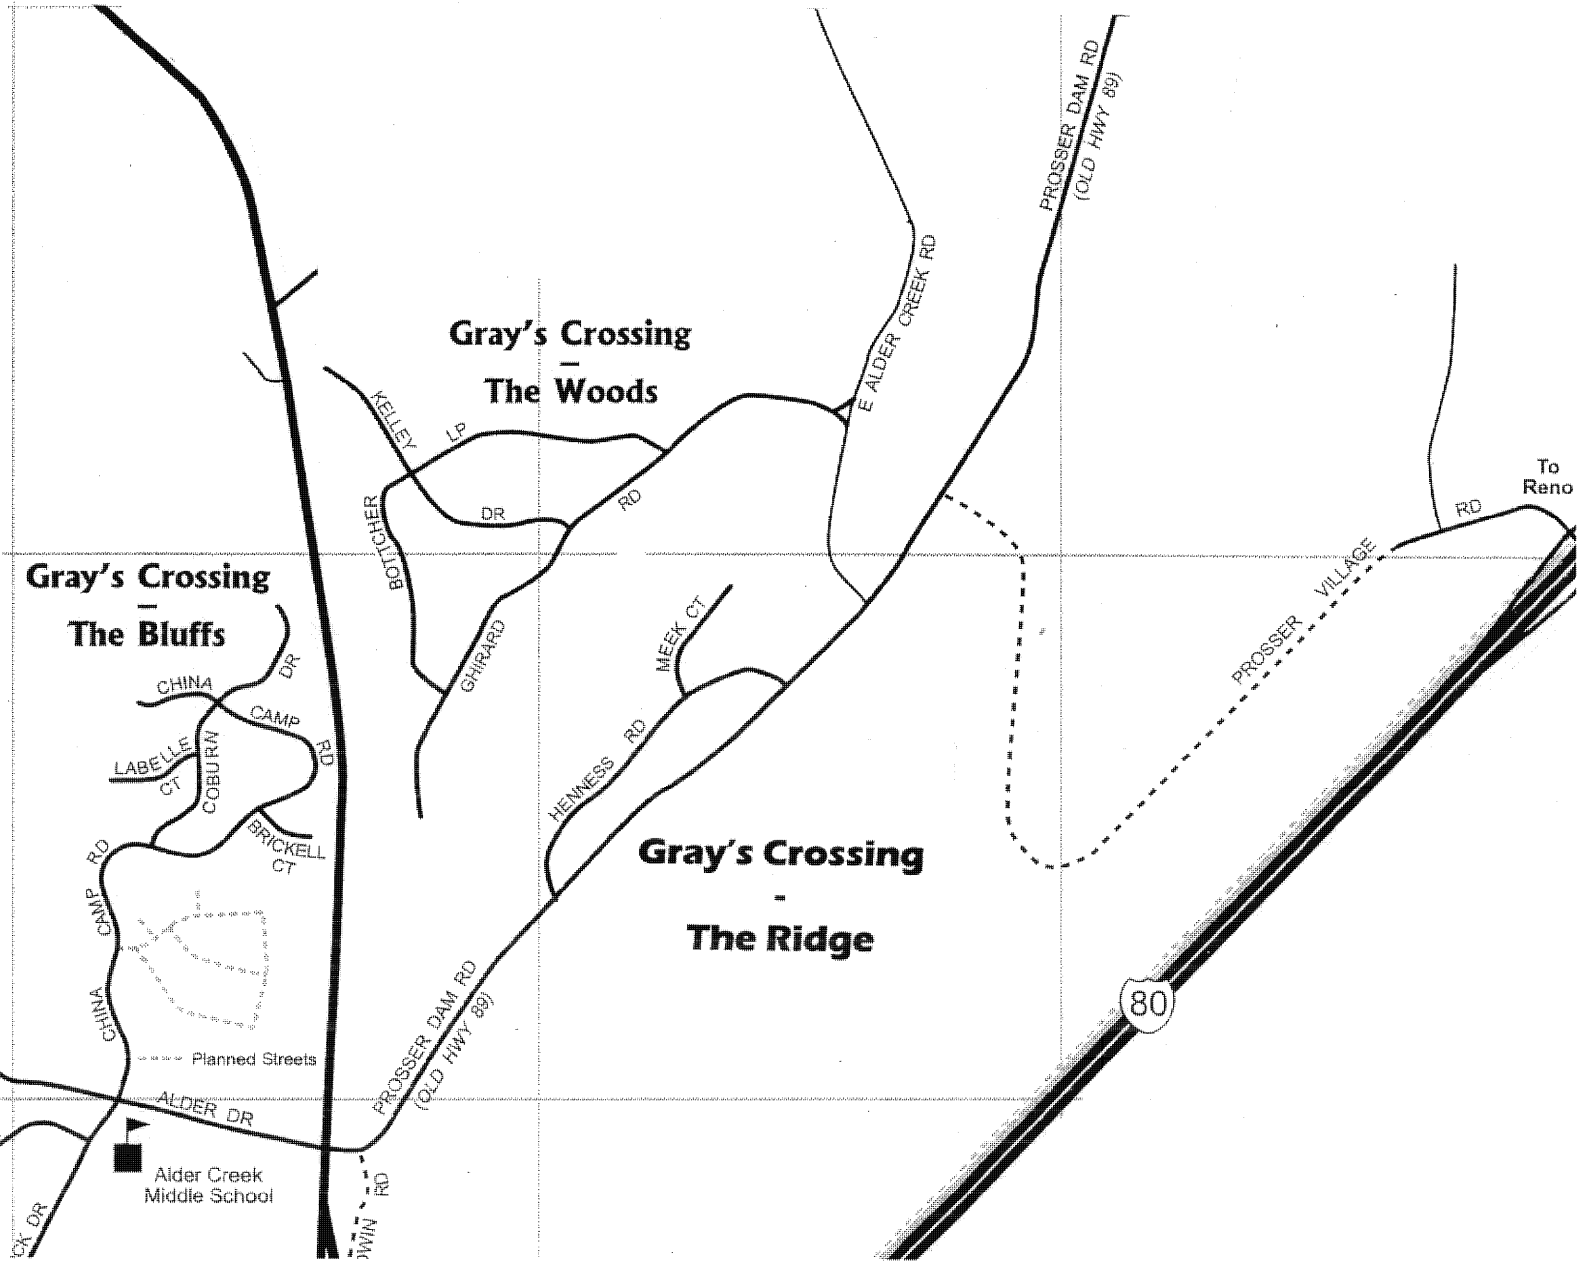 PROSSER DAM RD
(OLD HWY 89)
E ALDER CREEK RD
Gray's Crossing
–
The Woods
KELLEY
DR
BOTTCHER
LP
GHIRARD
RD
To
Reno
PROSSER VILLAGE RD
Gray's Crossing
–
The Bluffs
COBURN
DR
CHINA
CAMP
RD
LABELLE
CT
BRICKELL
CT
MEEK CT
HENNESS RD
Gray's Crossing
-
The Ridge
CHINA CAMP RD
Planned Streets
PROSSER DAM RD
(OLD HWY 89)
80
ALDER DR
Alder Creek
Middle School
CK DR
WIN RD